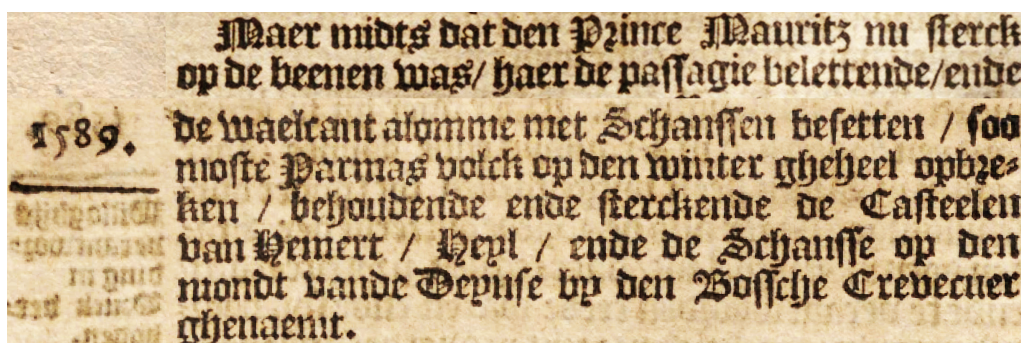 Maer midts dat den Prince Mauritz nu sterck
op de beenen was/ haer de passagie belettende/ende
1589.
de waelcant alomme met Schanssen besetten / soo
moste Parmas volck op den winter gheheel opbre-
ken / behoudende ende sterckende de Casteelen
van Hemert / Heyl / ende de Schansse op den
mondt vande Deyse by den Bossche Crevecuer
ghenaemt.